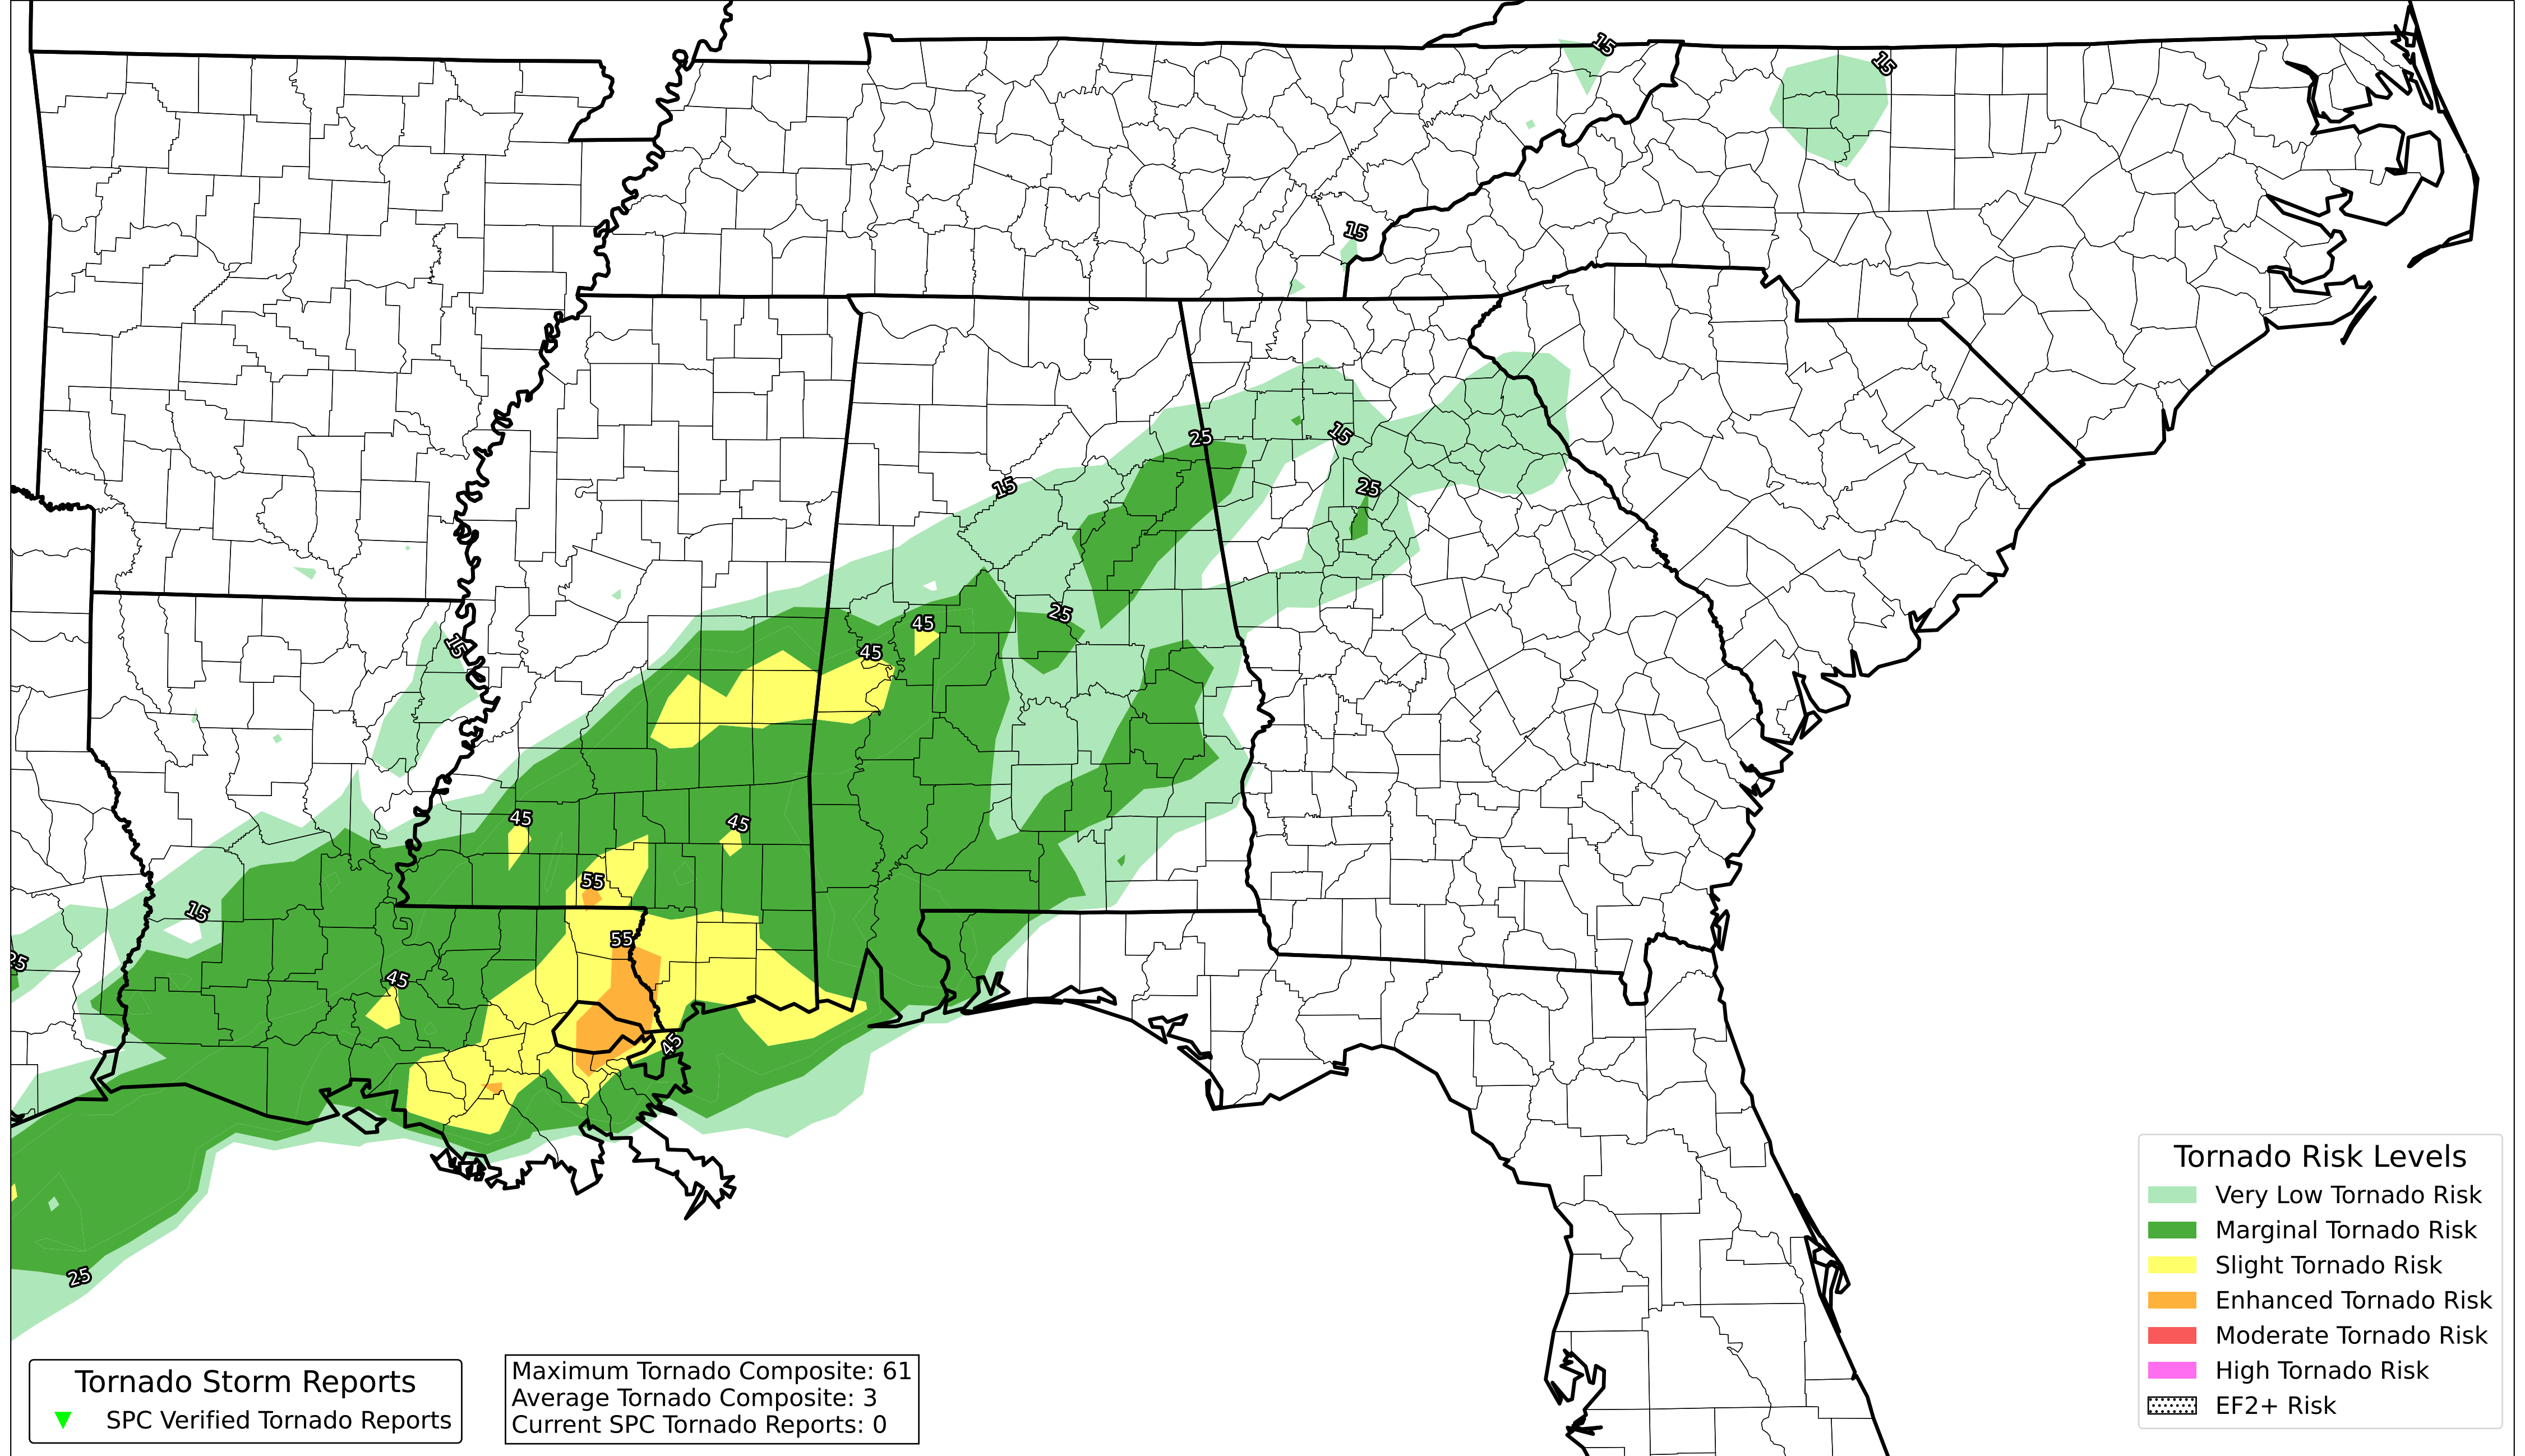 15
15
15
25
15
25
15
25
45
45
15
45
45
55
15
55
25
45
45
25
Tornado Risk Levels
Very Low Tornado Risk
Marginal Tornado Risk
Slight Tornado Risk
Enhanced Tornado Risk
Moderate Tornado Risk
High Tornado Risk
EF2+ Risk
Tornado Storm Reports
SPC Verified Tornado Reports
Maximum Tornado Composite: 61
Average Tornado Composite: 3
Current SPC Tornado Reports: 0